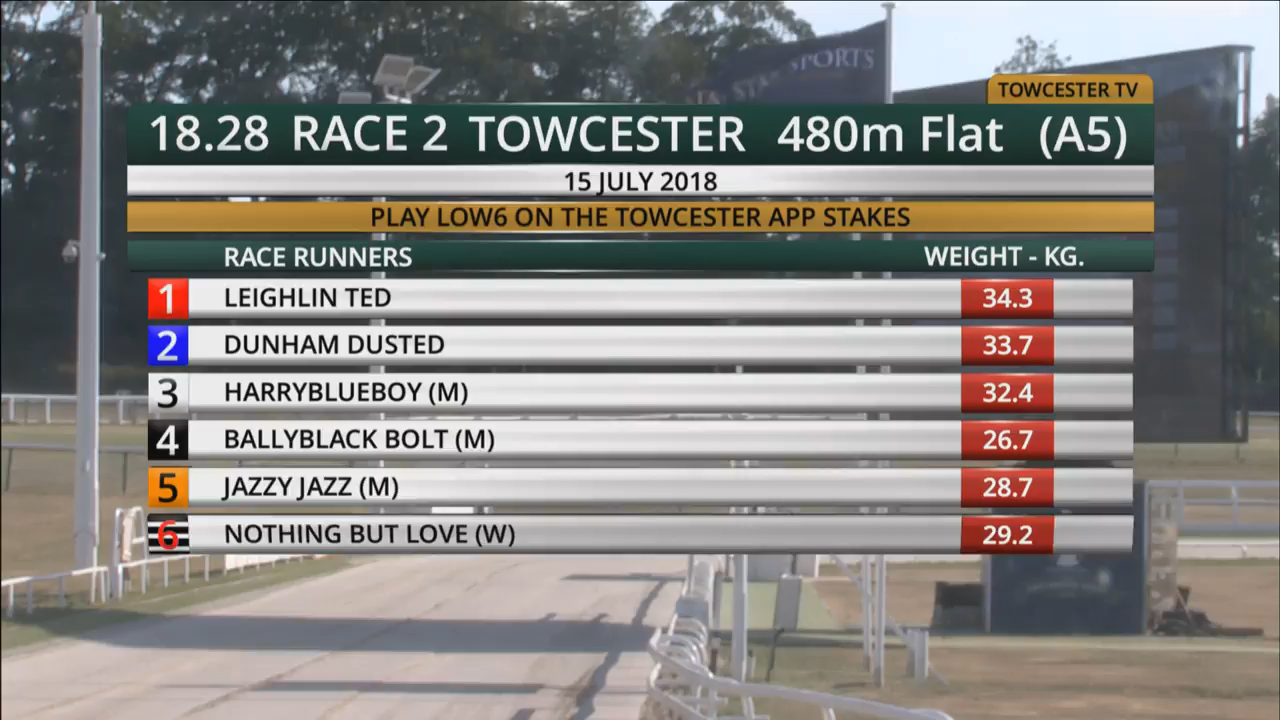 STAR SPORTS
TOWCESTER TV
18.28 RACE 2 TOWCESTER 480m Flat (A5)
15 JULY 2018
PLAY LOW6 ON THE TOWCESTER APP STAKES
RACE RUNNERS WEIGHT - KG.
1 LEIGHLIN TED 34.3
2 DUNHAM DUSTED 33.7
3 HARRYBLUEBOY (M) 32.4
4 BALLYBLACK BOLT (M) 26.7
5 JAZZY JAZZ (M) 28.7
6 NOTHING BUT LOVE (W) 29.2